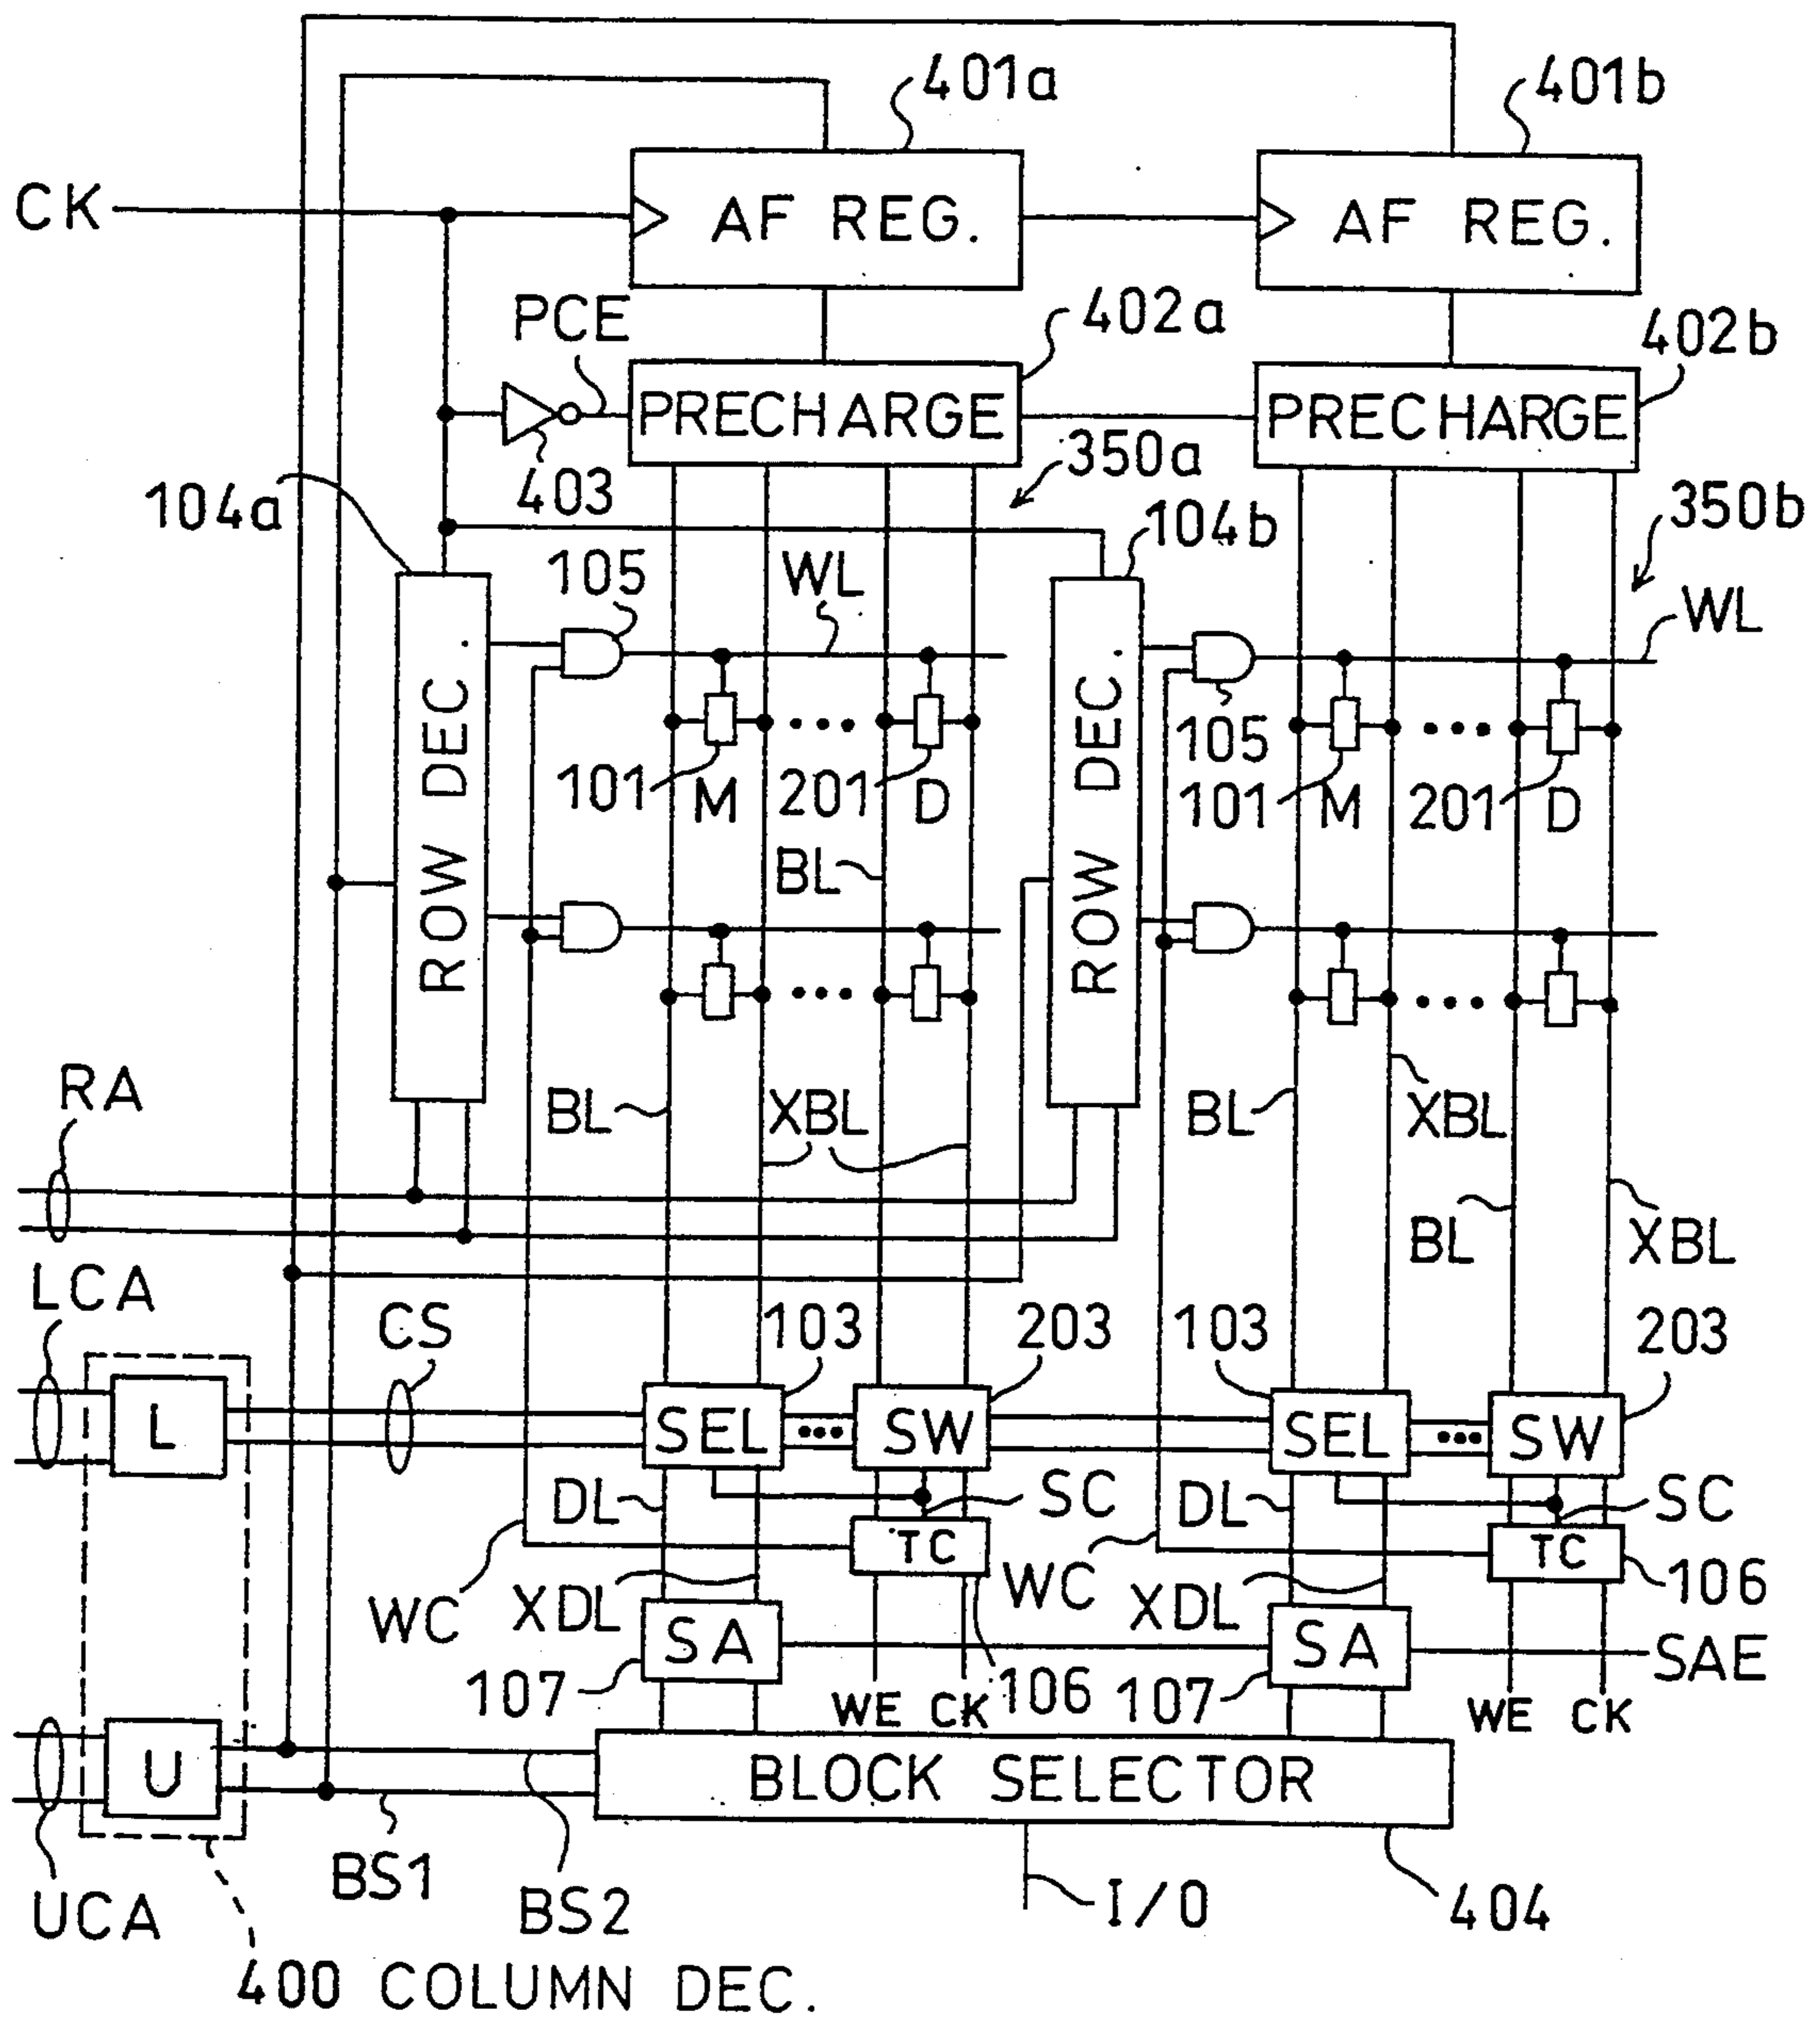 401a
401b
CK
AF REG.
AF REG.
PCE
402a
402b
PRECHARGE
PRECHARGE
403
350a
350b
104a
104b
105
WL
WL
ROW DEC.
ROW DEC.
105
101
M
201
D
101
M
201
D
BL
RA
BL
XBL
BL
XBL
BL
XBL
LCA
CS
103
203
103
203
L
SEL
SW
SEL
SW
DL
SC
DL
SC
TC
TC
WC
XDL
WC
XDL
106
SA
SA
SAE
107
WE
CK
106
107
WE
CK
U
BLOCK SELECTOR
UCA
BS1
BS2
I/O
404
400 COLUMN DEC.